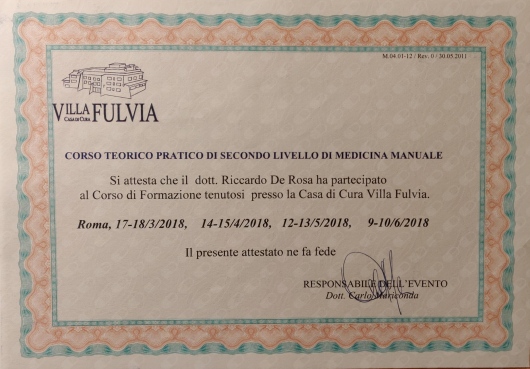 M.04.01-12 / Rev. 0 / 30.05.2011
VILLA FULVIA
CASA DI CURA
CORSO TEORICO PRATICO DI SECONDO LIVELLO DI MEDICINA MANUALE
Si attesta che il dott. Riccardo De Rosa ha partecipato
al Corso di Formazione tenutosi presso la Casa di Cura Villa Fulvia.
Roma, 17-18/3/2018, 14-15/4/2018, 12-13/5/2018, 9-10/6/2018
Il presente attestato ne fa fede
RESPONSABILE DELL'EVENTO
Dott. Carlo Mariconda